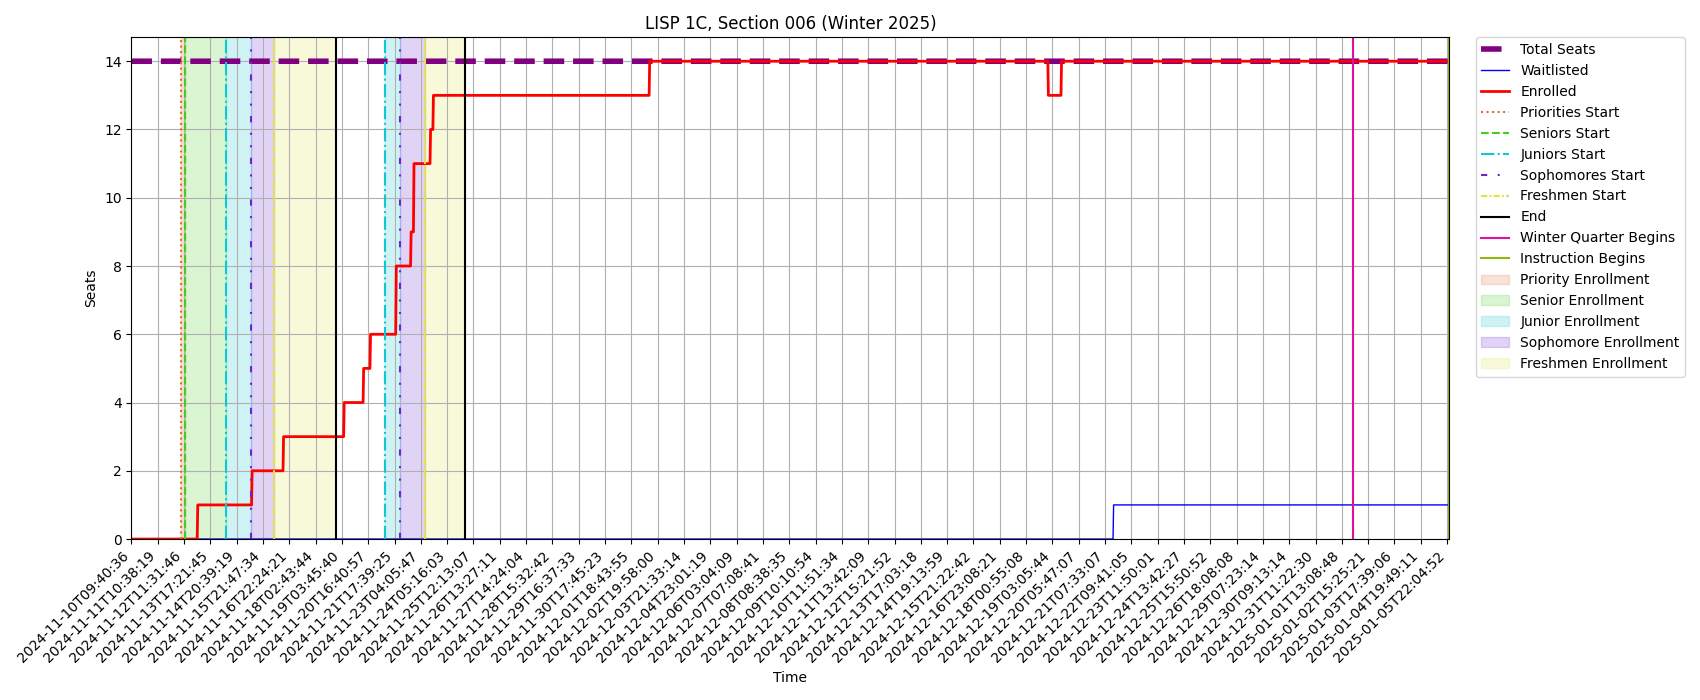 LISP 1C, Section 006 (Winter 2025)
Seats
14
12
10
8
6
4
2
0
2024-11-10T09:40:36
2024-11-11T10:38:19
2024-11-12T11:31:46
2024-11-13T17:21:45
2024-11-14T20:39:19
2024-11-15T21:47:34
2024-11-16T22:24:21
2024-11-18T02:43:44
2024-11-19T03:45:40
2024-11-20T16:40:57
2024-11-21T17:39:25
2024-11-23T04:05:47
2024-11-24T05:16:03
2024-11-25T12:13:07
2024-11-26T13:27:11
2024-11-27T14:24:04
2024-11-28T15:32:42
2024-11-29T16:37:33
2024-11-30T17:45:23
2024-12-01T18:43:55
2024-12-02T19:58:00
2024-12-03T21:33:14
2024-12-04T23:01:19
2024-12-06T03:04:09
2024-12-07T07:08:41
2024-12-08T08:38:35
2024-12-09T10:10:54
2024-12-10T11:51:34
2024-12-11T13:42:09
2024-12-12T15:21:52
2024-12-13T17:03:18
2024-12-14T19:13:59
2024-12-15T21:22:42
2024-12-16T23:08:21
2024-12-18T00:55:08
2024-12-19T03:05:44
2024-12-20T05:47:07
2024-12-21T07:33:07
2024-12-22T09:41:05
2024-12-23T11:50:01
2024-12-24T13:42:27
2024-12-25T15:50:52
2024-12-26T18:08:08
2024-12-29T07:23:14
2024-12-30T09:13:14
2024-12-31T11:22:30
2025-01-01T13:08:48
2025-01-02T15:25:21
2025-01-03T17:39:06
2025-01-04T19:49:11
2025-01-05T22:04:52
Time
Total Seats
Waitlisted
Enrolled
Priorities Start
Seniors Start
Juniors Start
Sophomores Start
Freshmen Start
End
Winter Quarter Begins
Instruction Begins
Priority Enrollment
Senior Enrollment
Junior Enrollment
Sophomore Enrollment
Freshmen Enrollment